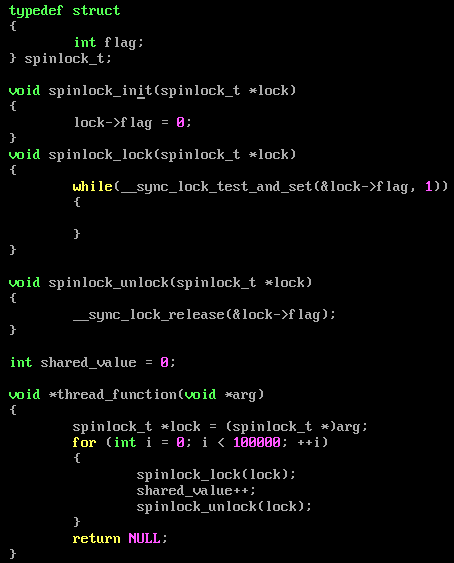 typedef struct
{
        int flag;
} spinlock_t;

void spinlock_init(spinlock_t *lock)
{
        lock->flag = 0;
}
void spinlock_lock(spinlock_t *lock)
{
        while(__sync_lock_test_and_set(&lock->flag, 1))
        {

        }
}

void spinlock_unlock(spinlock_t *lock)
{
        __sync_lock_release(&lock->flag);
}

int shared_value = 0;

void *thread_function(void *arg)
{
        spinlock_t *lock = (spinlock_t *)arg;
        for (int i = 0; i < 100000; ++i)
        {
                spinlock_lock(lock);
                shared_value++;
                spinlock_unlock(lock);
        }
        return NULL;
}